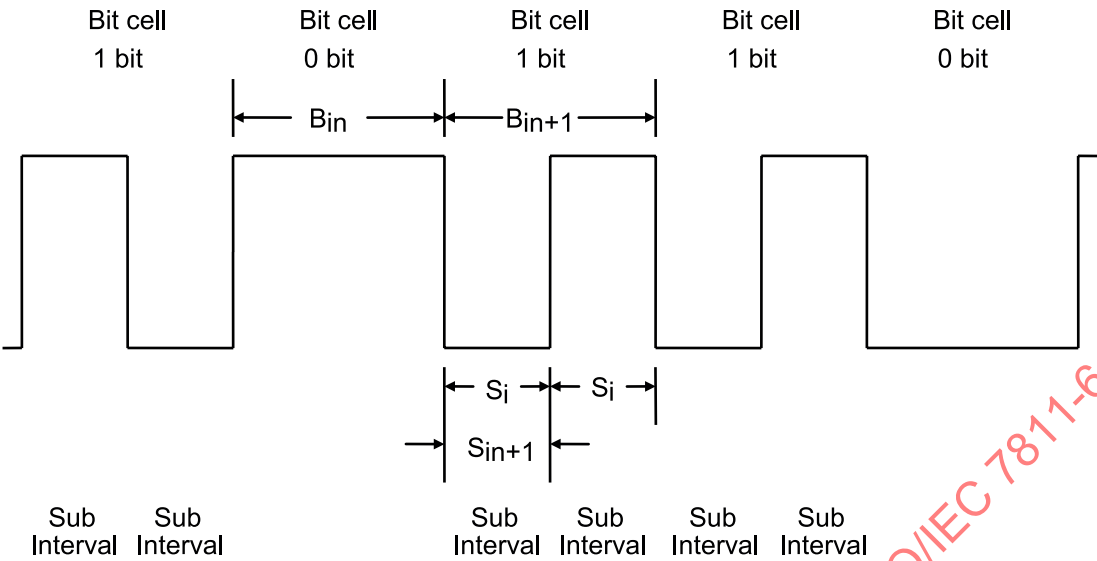 Bit cell Bit cell Bit cell Bit cell Bit cell
1 bit 0 bit 1 bit 1 bit 0 bit
Bin Bin+1
Si Si
Sin+1
Sub Sub Sub Sub Sub Sub
Interval Interval Interval Interval Interval Interval
O/IEC 7811-6